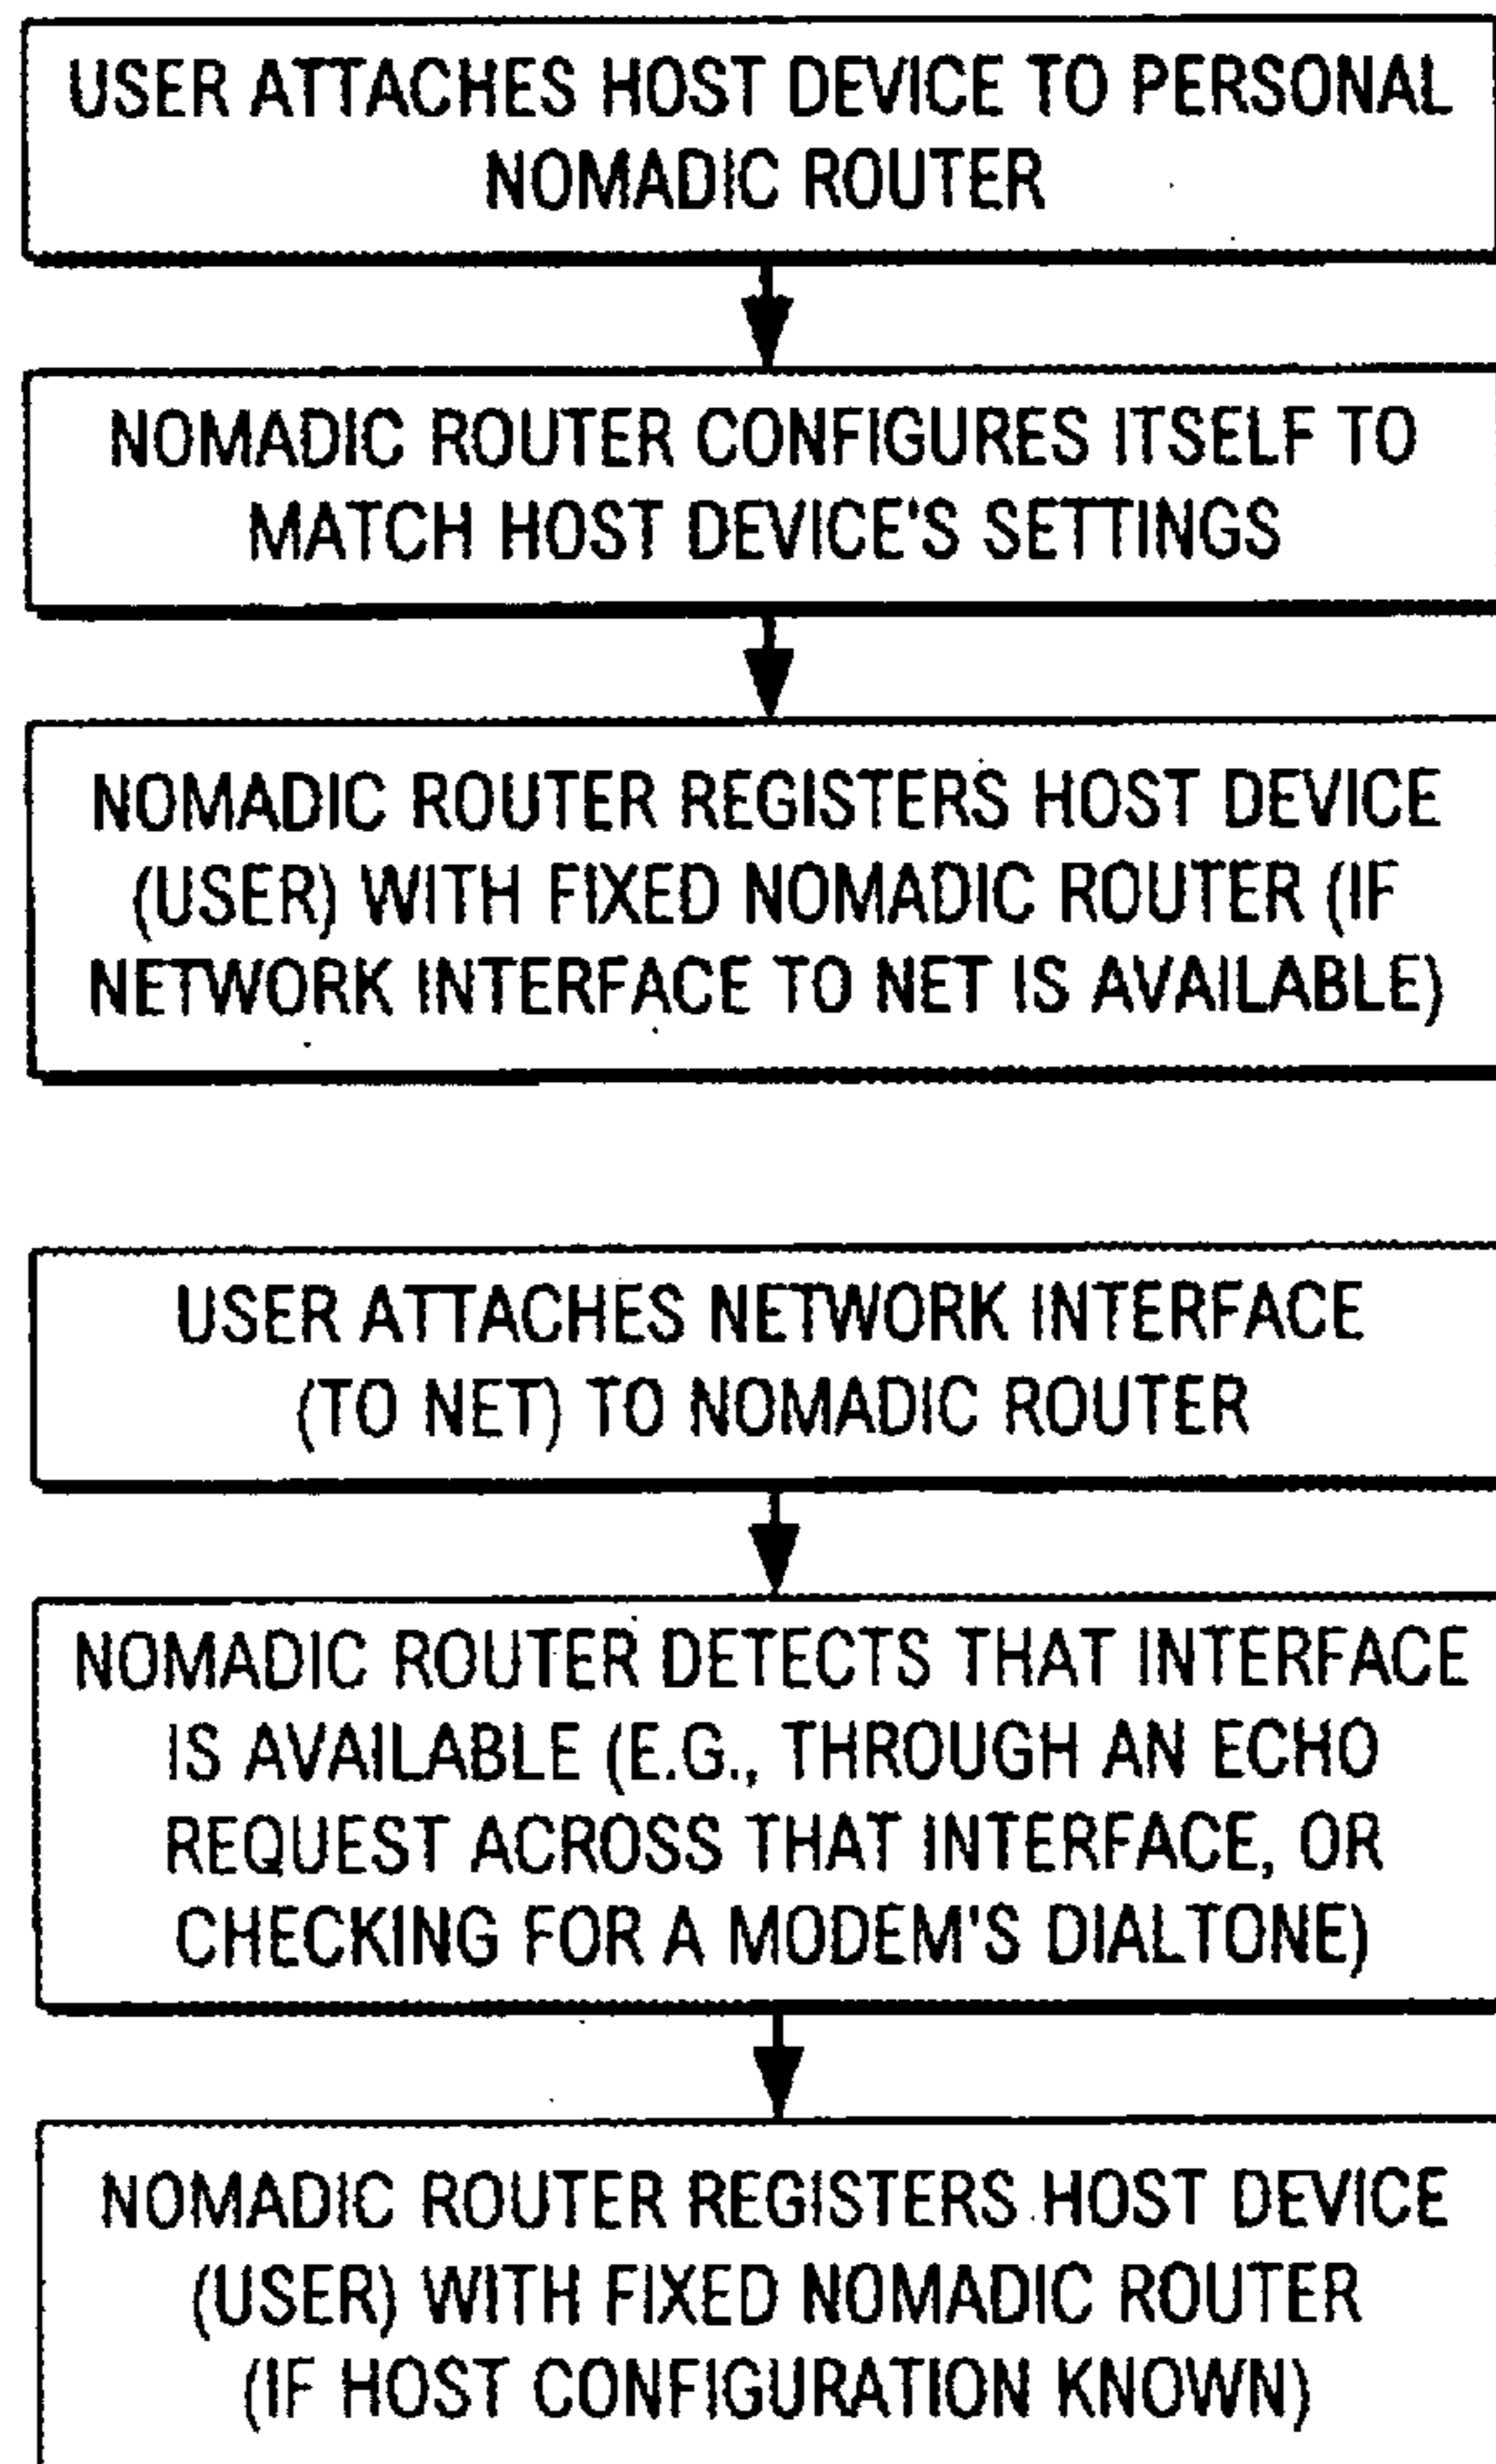 USER ATTACHES HOST DEVICE TO PERSONAL
NOMADIC ROUTER
NOMADIC ROUTER CONFIGURES ITSELF TO
MATCH HOST DEVICE'S SETTINGS
NOMADIC ROUTER REGISTERS HOST DEVICE
(USER) WITH FIXED NOMADIC ROUTER (IF
NETWORK INTERFACE TO NET IS AVAILABLE)
USER ATTACHES NETWORK INTERFACE
(TO NET) TO NOMADIC ROUTER
NOMADIC ROUTER DETECTS THAT INTERFACE
IS AVAILABLE (E.G., THROUGH AN ECHO
REQUEST ACROSS THAT INTERFACE, OR
CHECKING FOR A MODEM'S DIALTONE)
NOMADIC ROUTER REGISTERS HOST DEVICE
(USER) WITH FIXED NOMADIC ROUTER
(IF HOST CONFIGURATION KNOWN)